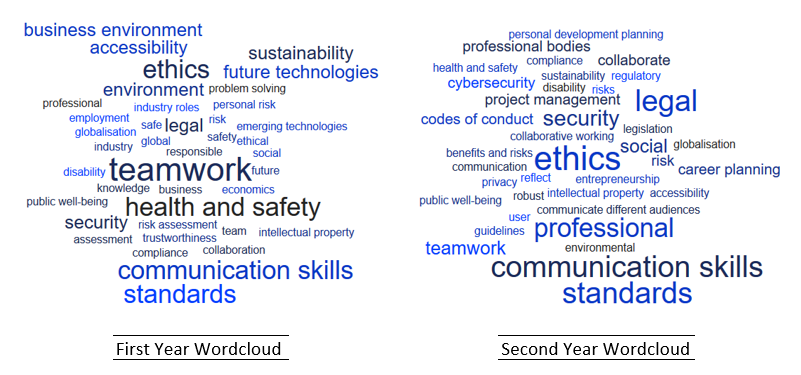 business environment
accessibility
sustainability
ethics
future technologies
environment
problem solving
professional
industry roles
personal risk
employment
safe
legal
risk
emerging technologies
globalisation
global
safety
ethical
industry
responsible
social
disability
teamwork
future
knowledge
business
economics
public well-being
health and safety
security
risk assessment
team
intellectual property
assessment
trustworthiness
compliance
collaboration
communication skills
standards
First Year Wordcloud
personal development planning
professional bodies
compliance
collaborate
health and safety
sustainability
regulatory
cybersecurity
disability
risks
project management
legal
codes of conduct
security
legislation
collaborative working
social
globalisation
benefits and risks
ethics
risk
communication
career planning
privacy
reflect
entrepreneurship
public well-being
robust
intellectual property
accessibility
user
communicate different audiences
guidelines
professional
teamwork
environmental
communication skills
standards
Second Year Wordcloud